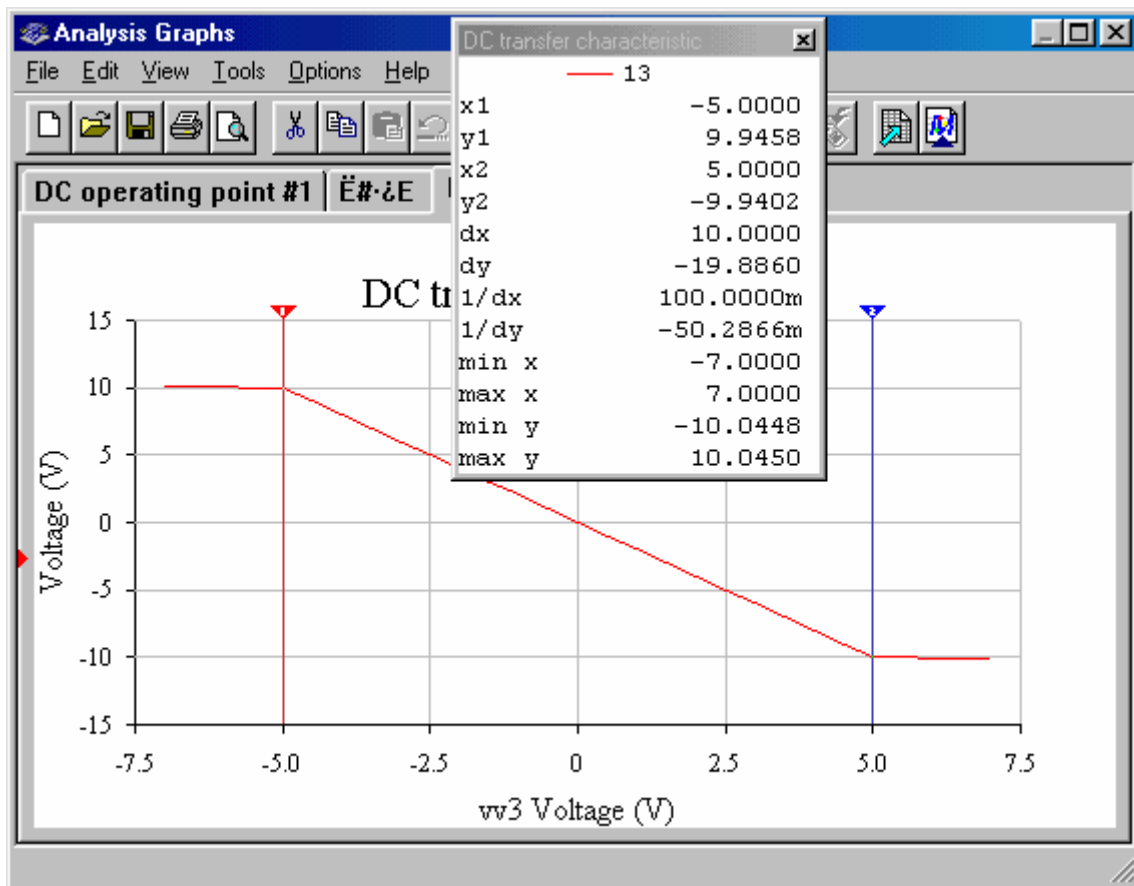 Analysis Graphs
File Edit View Tools Options Help
DC operating point #1
Ë#·¿E
DC transfer characteristic
13
x1 -5.0000
y1 9.9458
x2 5.0000
y2 -9.9402
dx 10.0000
dy -19.8860
1/dx 100.0000m
1/dy -50.2866m
min x -7.0000
max x 7.0000
min y -10.0448
max y 10.0450
DC
1
2
15
10
5
0
-5
-10
-15
Voltage (V)
-7.5 -5.0 -2.5 0 2.5 5.0 7.5
vv3 Voltage (V)